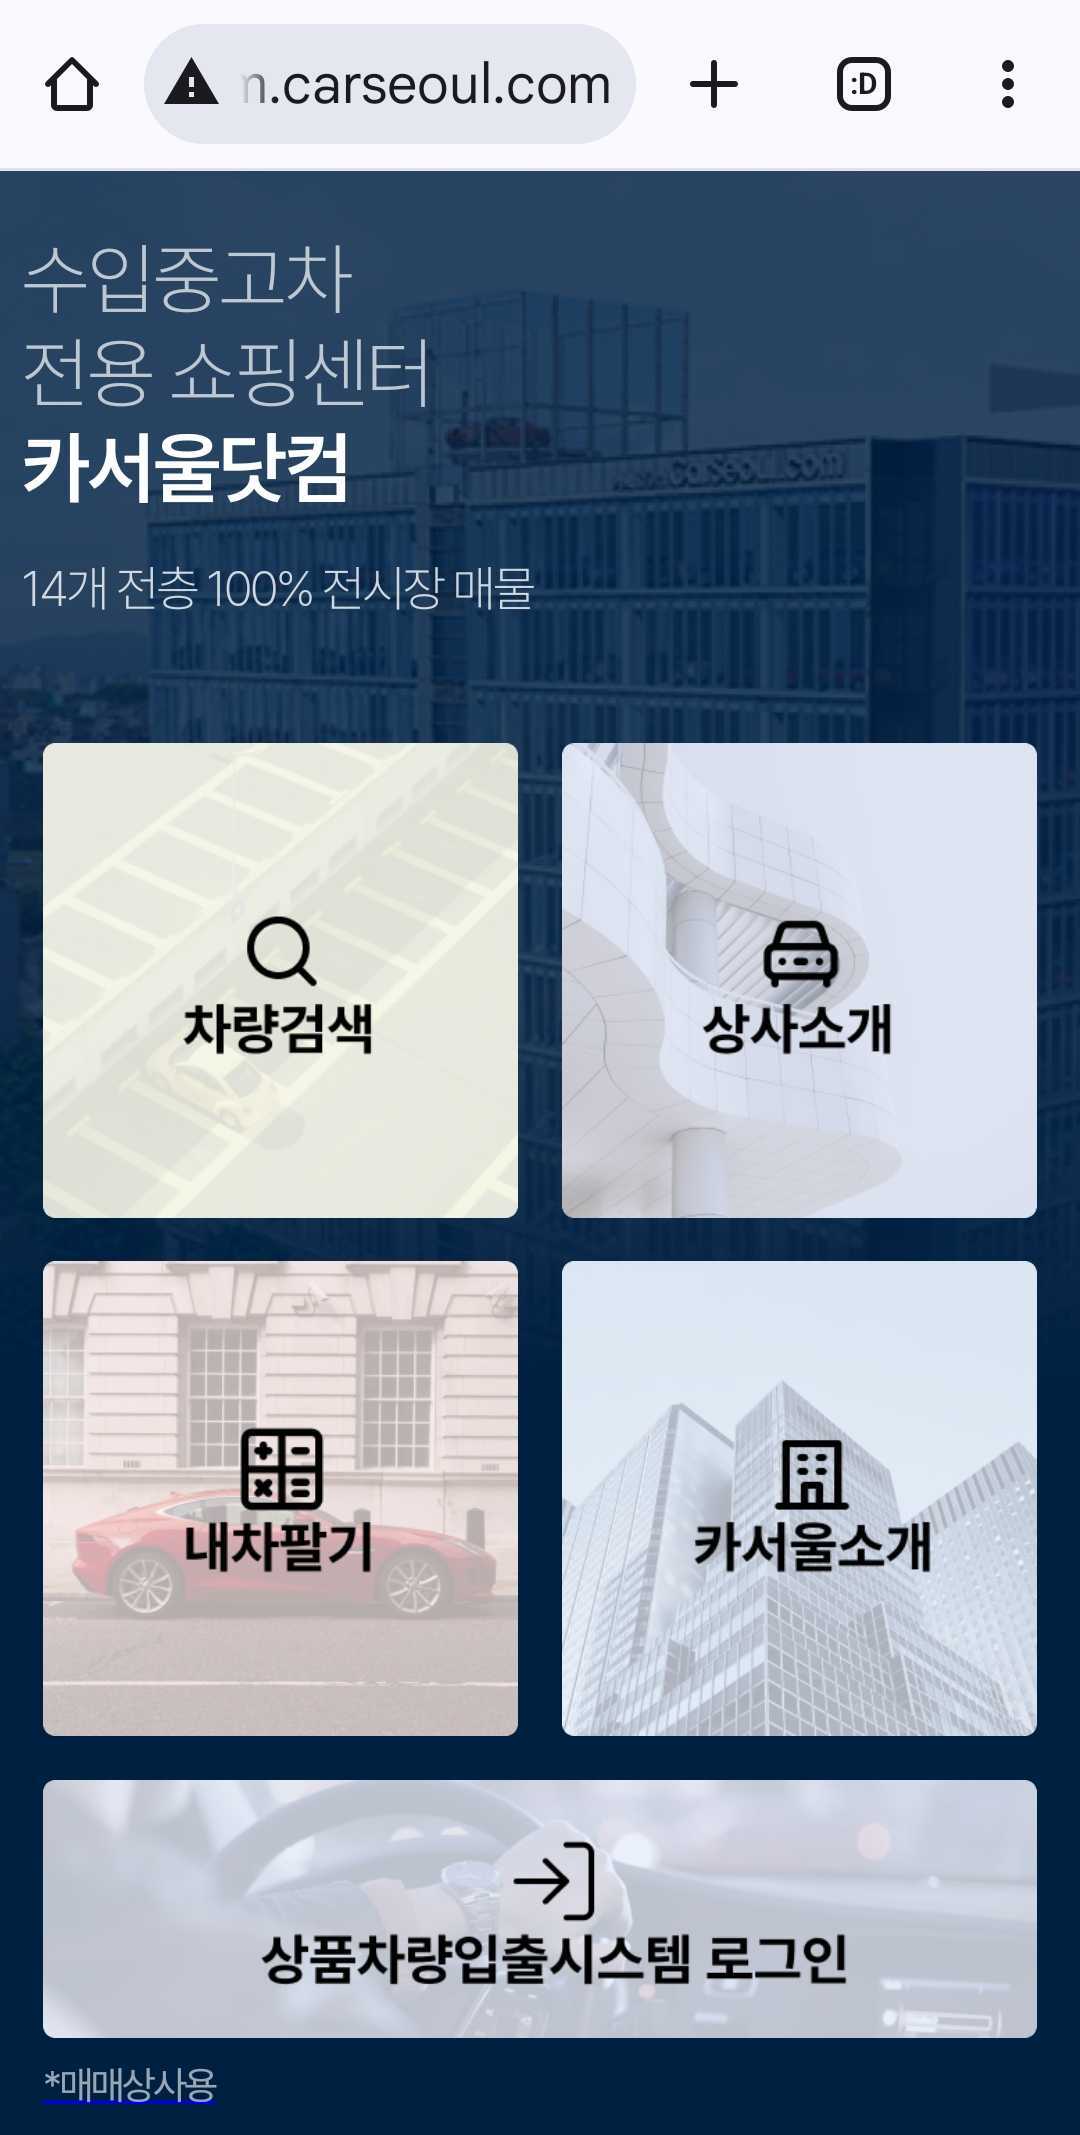 n.carseoul.com
:D
수입중고차
전용 쇼핑센터
카서울닷컴
CarSeoul.com
14개 전층 100% 전시장 매물
차량검색
상사소개
내차팔기
카서울소개
상품차량입출시스템 로그인
*매매상사용